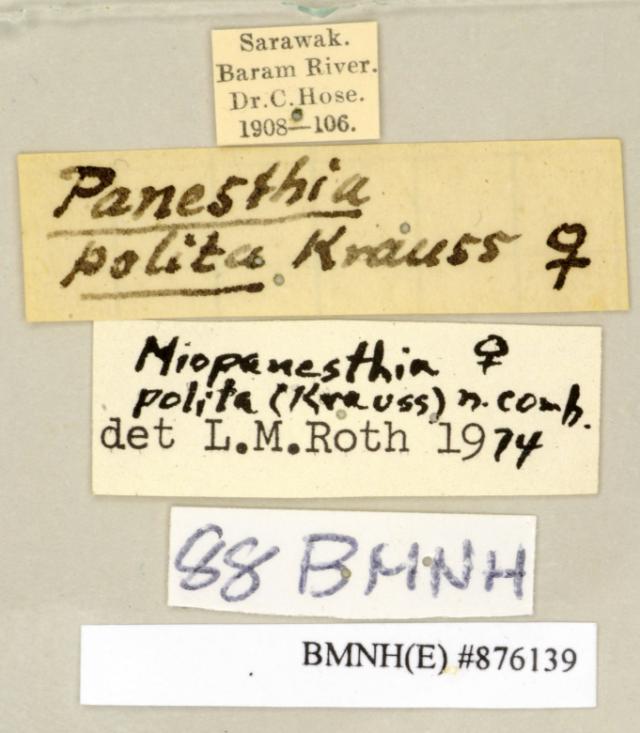 Sarawak.
Baram River.
Dr. C. Hose.
1908—106.
Panesthia
polita Krauss ♀
Miopanesthia ♀
polita (Krauss) n. comb.
det L.M.Roth 1974
88 BMNH
BMNH(E) #876139